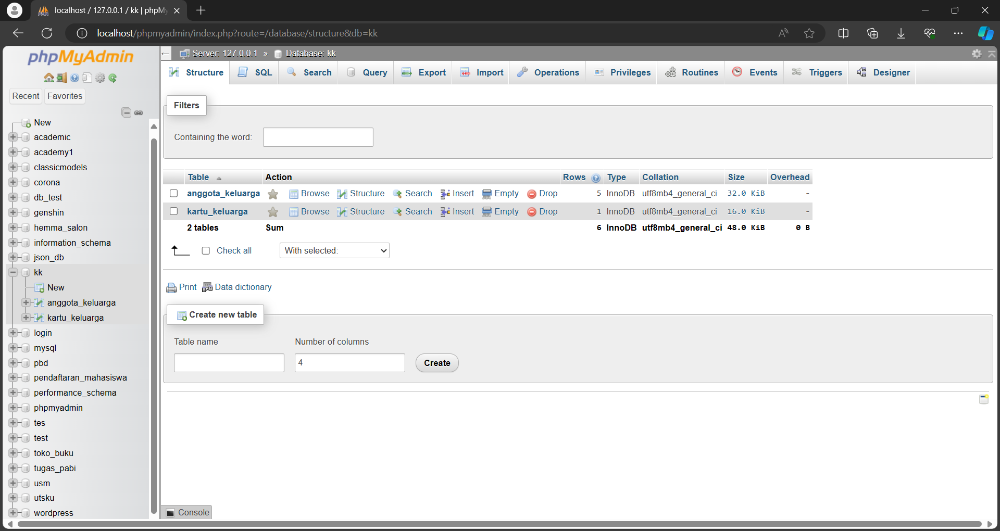 localhost / 127.0.0.1 / kk | phpMy
localhost/phpmyadmin/index.php?route=/database/structure&db=kk
phpMyAdmin
Recent Favorites
New
academic
academy1
classicmodels
corona
db_test
genshin
hemma_salon
information_schema
json_db
kk
New
anggota_keluarga
kartu_keluarga
login
mysql
pbd
pendaftaran_mahasiswa
performance_schema
phpmyadmin
tes
test
toko_buku
tugas_pabi
usm
utsku
wordpress
Server: 127.0.0.1 » Database: kk
Structure SQL Search Query Export Import Operations Privileges Routines Events Triggers Designer
Filters
Containing the word:
Table Action Rows Type Collation Size Overhead
anggota_keluarga Browse Structure Search Insert Empty Drop 5 InnoDB utf8mb4_general_ci 32.0 KiB -
kartu_keluarga Browse Structure Search Insert Empty Drop 1 InnoDB utf8mb4_general_ci 16.0 KiB -
2 tables Sum 6 InnoDB utf8mb4_general_ci 48.0 KiB 0 B
Check all With selected:
Print Data dictionary
Create new table
Table name Number of columns
4 Create
Console